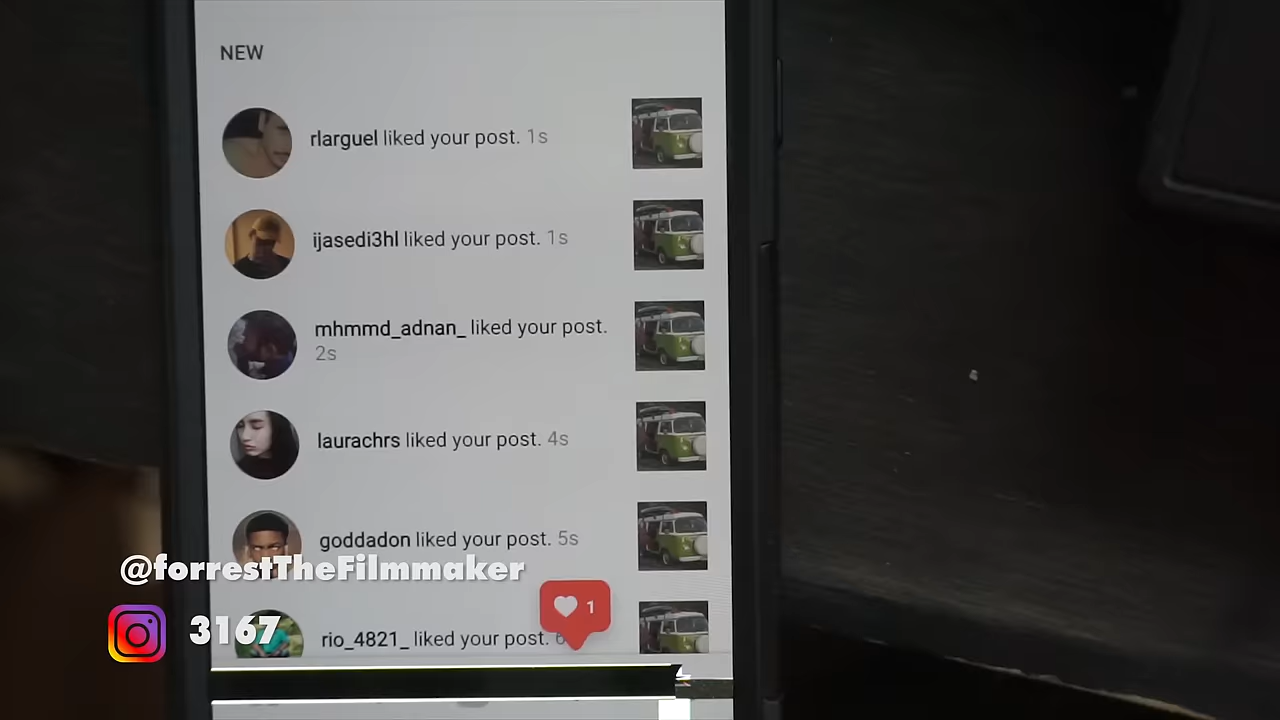 NEW
rlarguel liked your post. 1s
ijasedi3hl liked your post. 1s
mhmmd_adnan_ liked your post.
2s
laurachrs liked your post. 4s
goddadon liked your post. 5s
@forrestTheFilmmaker
1
3167
rio_4821_ liked your post.